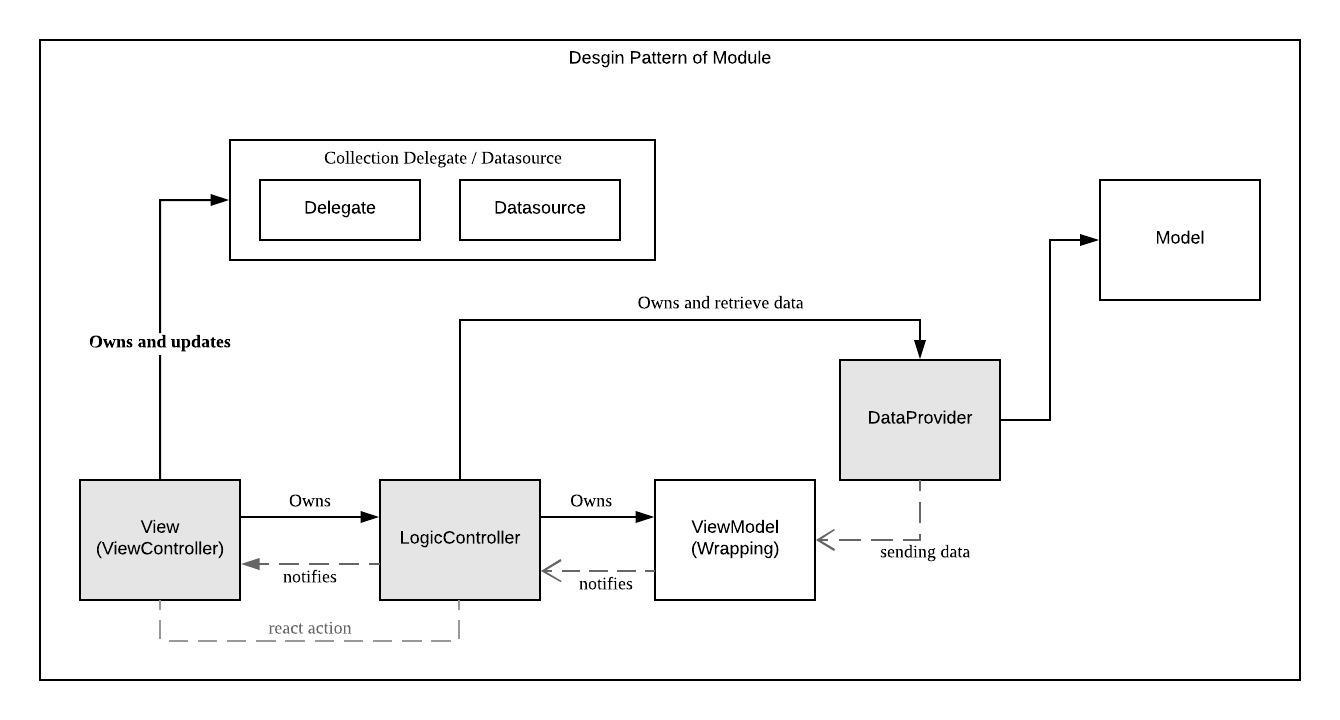 Desgin Pattern of Module
Collection Delegate / Datasource
Delegate
Datasource
Model
Owns and retrieve data
Owns and updates
DataProvider
Owns
Owns
View
(ViewController)
LogicController
ViewModel
(Wrapping)
sending data
notifies
notifies
react action